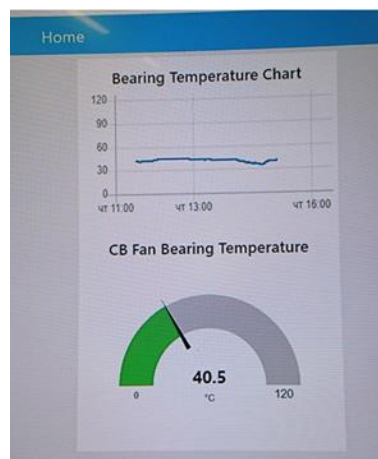 Home
Bearing Temperature Chart
120
90
60
30
0
чт 11:00 чт 13:00 чт 16:00
CB Fan Bearing Temperature
40.5
0 °C 120